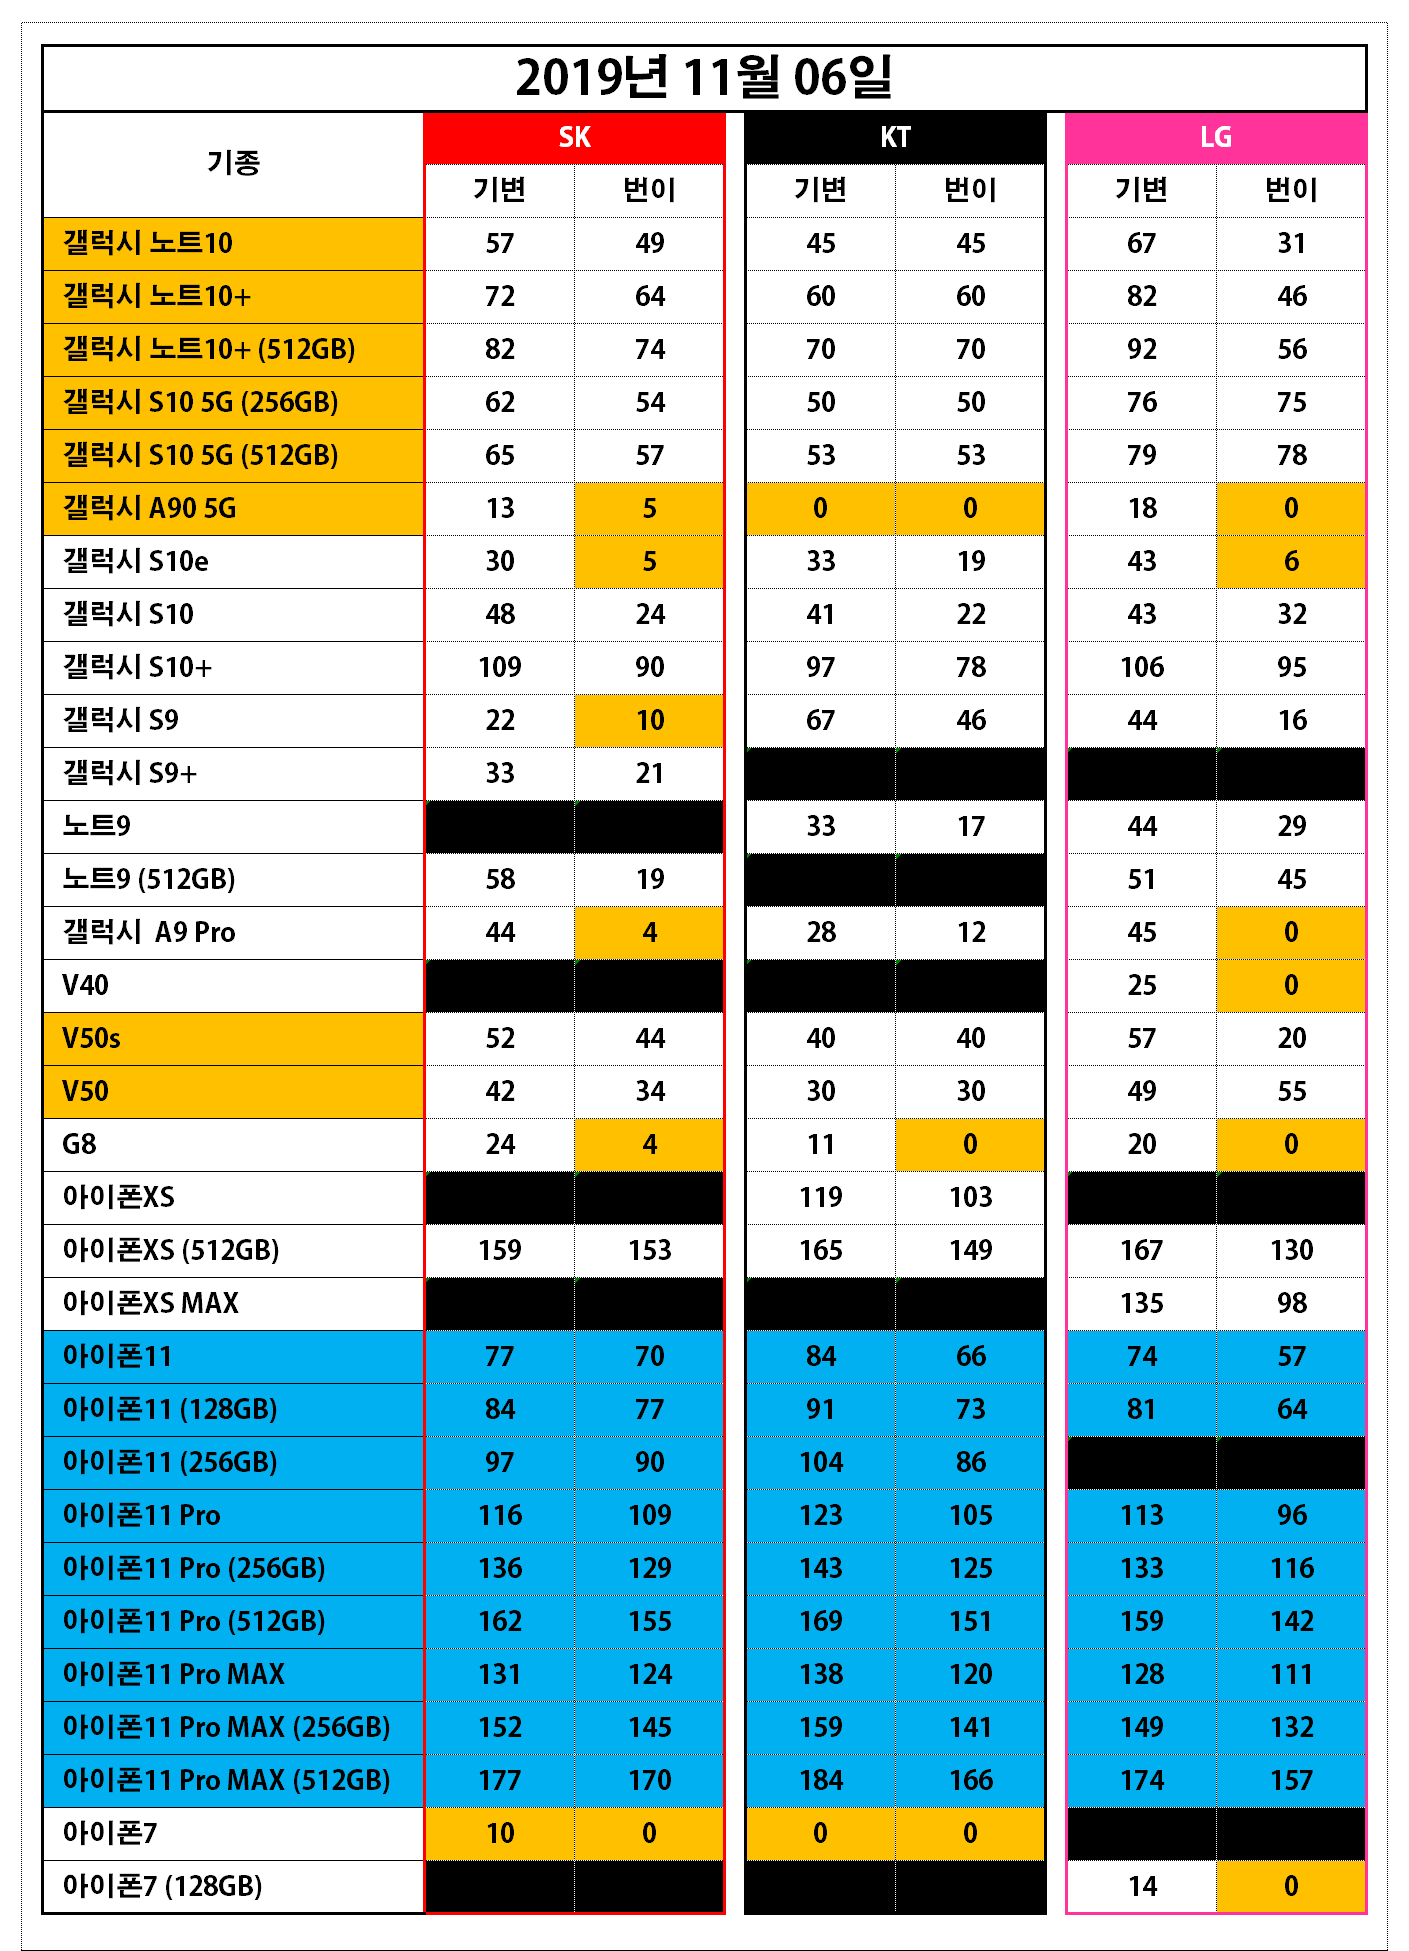 2019년 11월 06일
기종 SK KT LG
기변 번이 기변 번이 기변 번이
갤럭시 노트10 57 49 45 45 67 31
갤럭시 노트10+ 72 64 60 60 82 46
갤럭시 노트10+ (512GB) 82 74 70 70 92 56
갤럭시 S10 5G (256GB) 62 54 50 50 76 75
갤럭시 S10 5G (512GB) 65 57 53 53 79 78
갤럭시 A90 5G 13 5 0 0 18 0
갤럭시 S10e 30 5 33 19 43 6
갤럭시 S10 48 24 41 22 43 32
갤럭시 S10+ 109 90 97 78 106 95
갤럭시 S9 22 10 67 46 44 16
갤럭시 S9+ 33 21
노트9 33 17 44 29
노트9 (512GB) 58 19 51 45
갤럭시 A9 Pro 44 4 28 12 45 0
V40 25 0
V50s 52 44 40 40 57 20
V50 42 34 30 30 49 55
G8 24 4 11 0 20 0
아이폰XS 119 103
아이폰XS (512GB) 159 153 165 149 167 130
아이폰XS MAX 135 98
아이폰11 77 70 84 66 74 57
아이폰11 (128GB) 84 77 91 73 81 64
아이폰11 (256GB) 97 90 104 86
아이폰11 Pro 116 109 123 105 113 96
아이폰11 Pro (256GB) 136 129 143 125 133 116
아이폰11 Pro (512GB) 162 155 169 151 159 142
아이폰11 Pro MAX 131 124 138 120 128 111
아이폰11 Pro MAX (256GB) 152 145 159 141 149 132
아이폰11 Pro MAX (512GB) 177 170 184 166 174 157
아이폰7 10 0 0 0
아이폰7 (128GB) 14 0